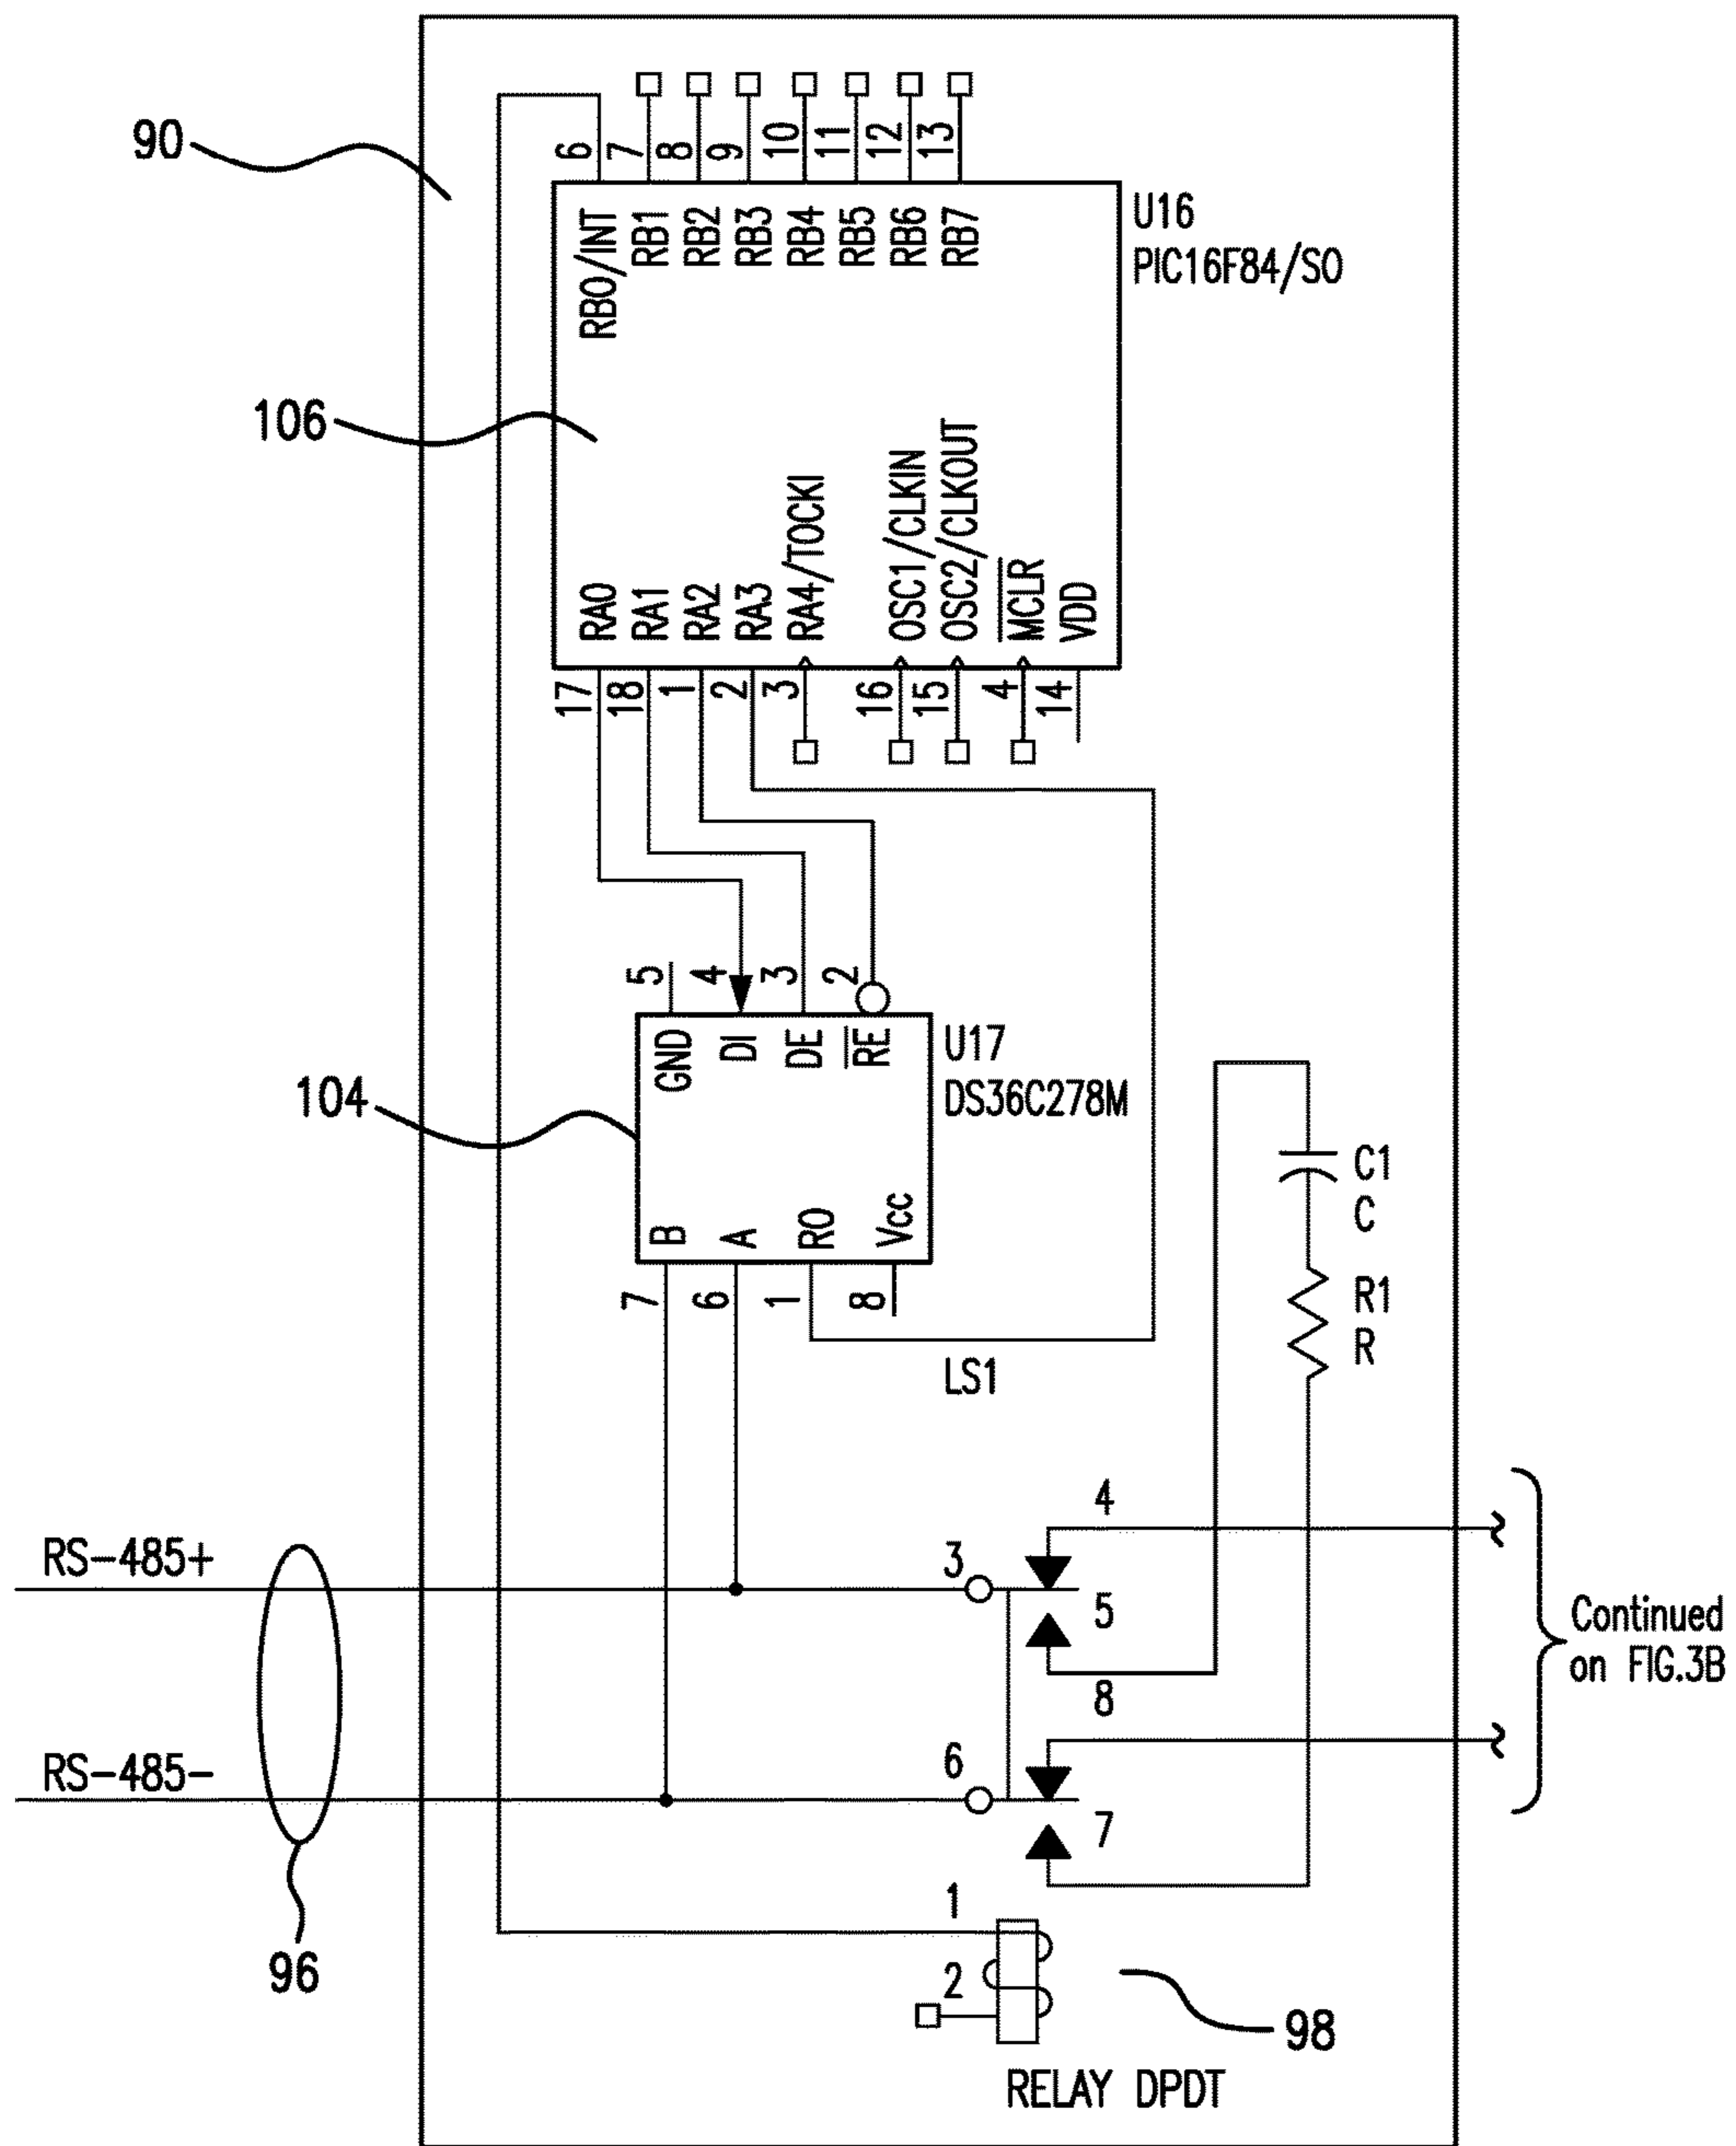 90
6
7
8
9
10
11
12
13
RB0/INT
RB1
RB2
RB3
RB4
RB5
RB6
RB7
U16
PIC16F84/SO
106
RA0
RA1
RA2
RA3
RA4/TOCKI
OSC1/CLKIN
OSC2/CLKOUT
MCLR
VDD
17
18
1
2
3
16
15
4
14
5
4
3
2
GND
DI
DE
RE
U17
DS36C278M
104
B
A
RO
Vcc
7
6
1
8
LS1
C1
C
R1
R
RS-485+
RS-485-
96
3
4
5
8
6
7
1
2
Continued
on FIG.3B
98
RELAY DPDT